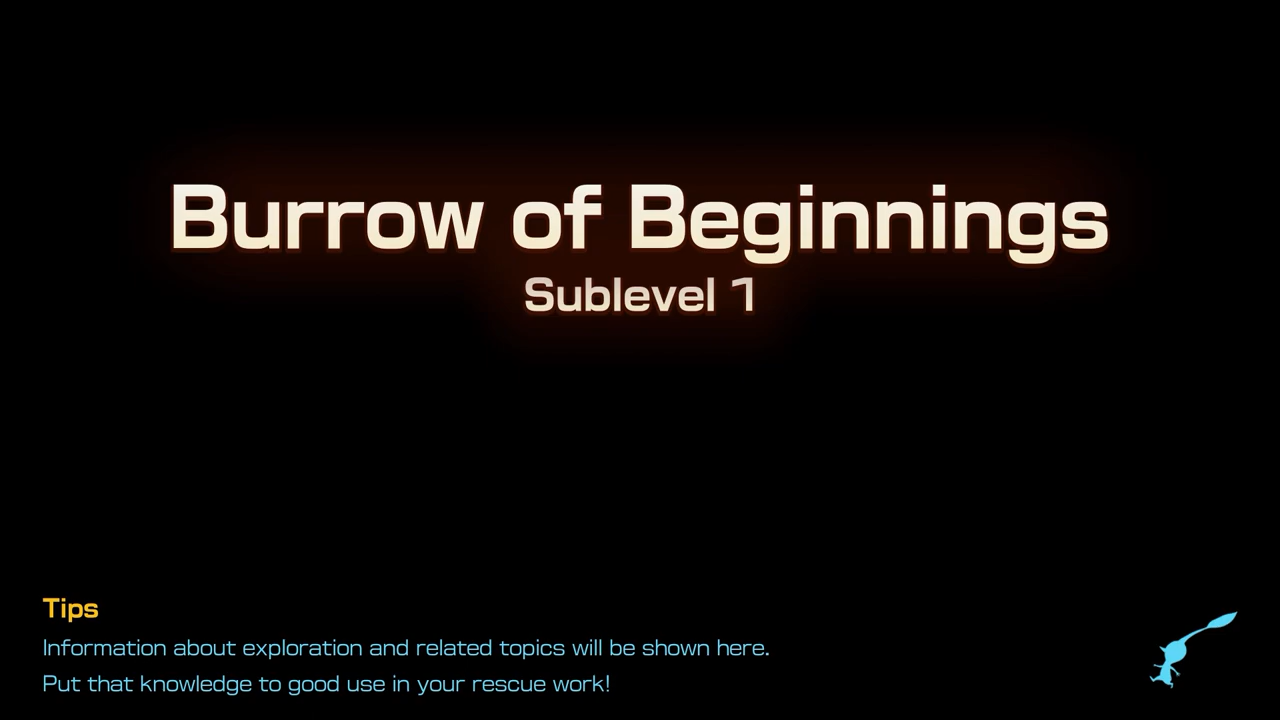 Burrow of Beginnings
Sublevel 1
Tips
Information about exploration and related topics will be shown here.
Put that knowledge to good use in your rescue work!